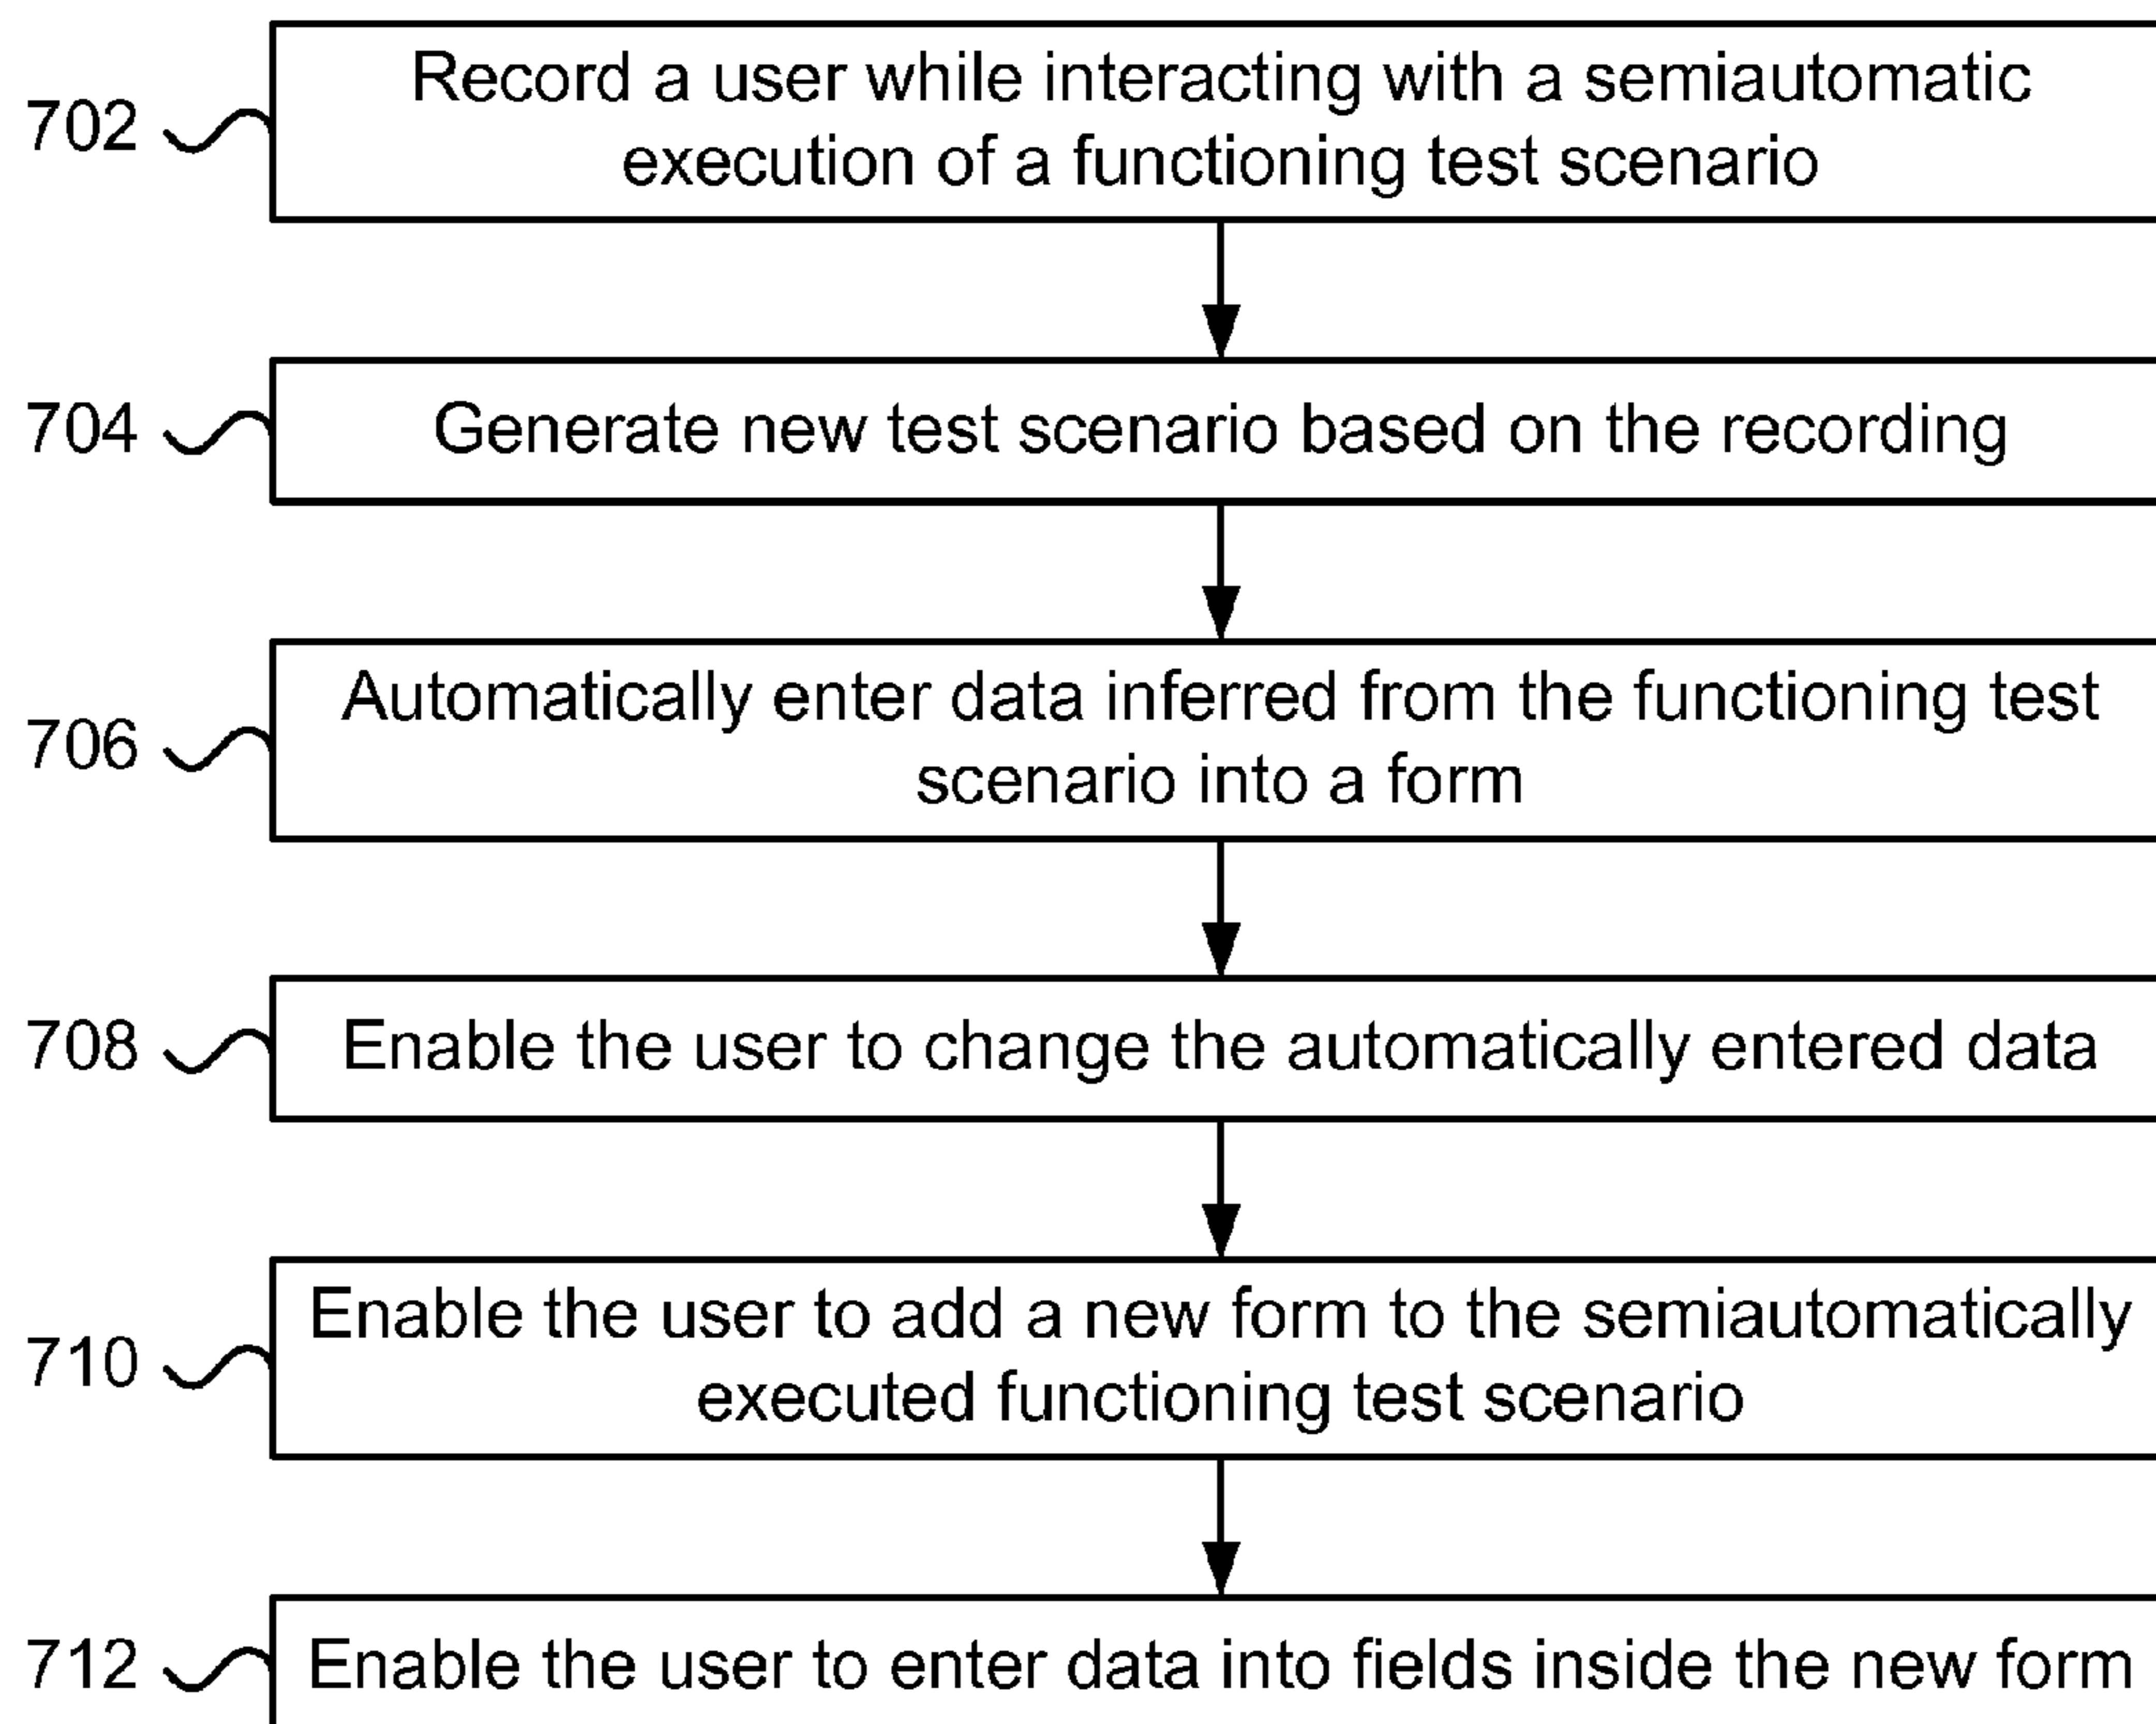 702
Record a user while interacting with a semiautomatic
execution of a functioning test scenario
704
Generate new test scenario based on the recording
706
Automatically enter data inferred from the functioning test
scenario into a form
708
Enable the user to change the automatically entered data
710
Enable the user to add a new form to the semiautomatically
executed functioning test scenario
712
Enable the user to enter data into fields inside the new form